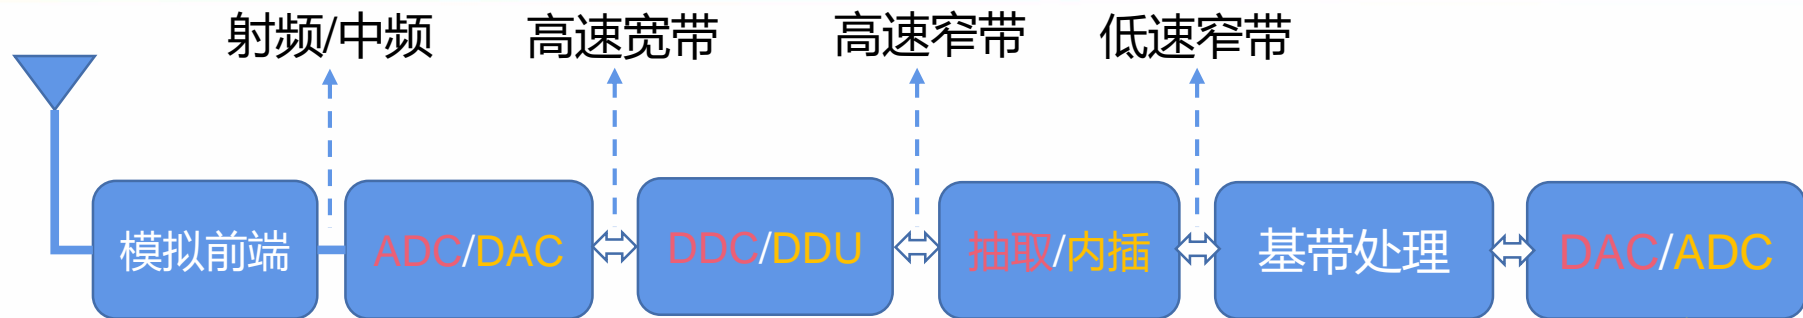 射频/中频
高速宽带
高速窄带
低速窄带
模拟前端
ADC/DAC
DDC/DDU
抽取/内插
基带处理
DAC/ADC